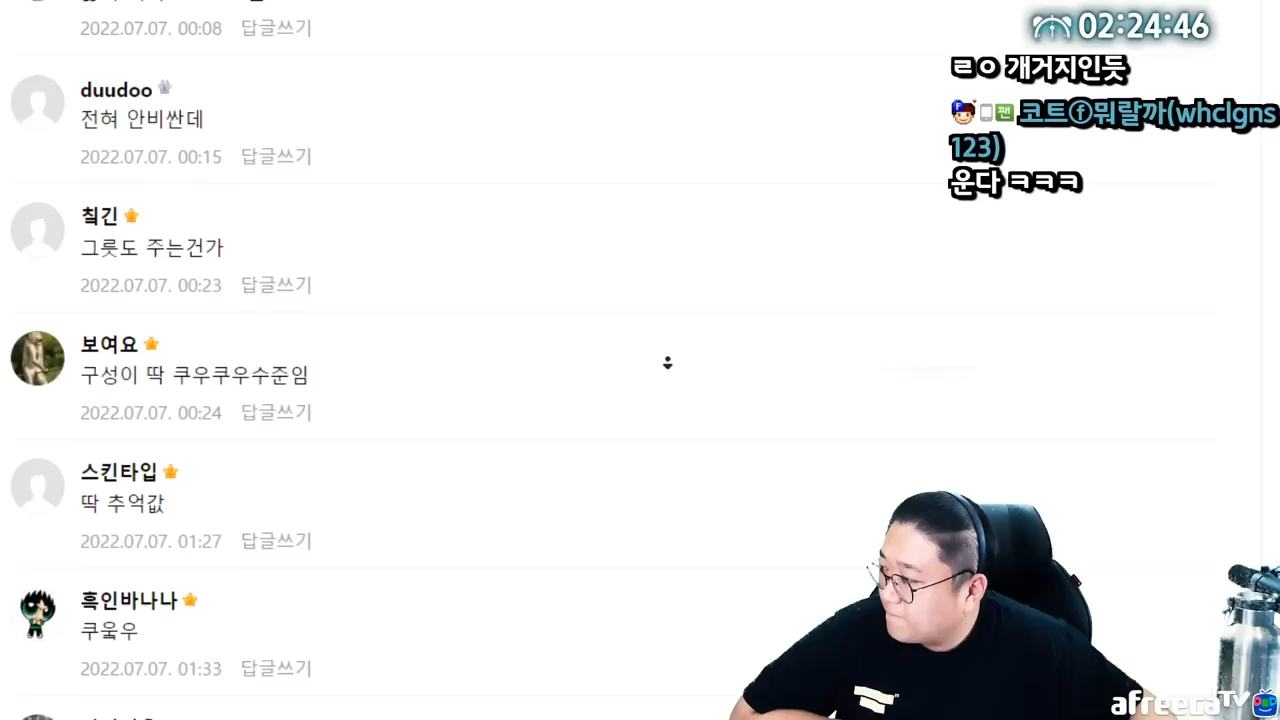 2022.07.07. 00:08 답글쓰기
duudoo
전혀 안비싼데
2022.07.07. 00:15 답글쓰기
칰긴
그릇도 주는건가
2022.07.07. 00:23 답글쓰기
보여요
구성이 딱 쿠우쿠우수준임
2022.07.07. 00:24 답글쓰기
스킨타입
딱 추억값
2022.07.07. 01:27 답글쓰기
흑인바나나
쿠울우
2022.07.07. 01:33 답글쓰기
02:24:46
ㄹㅇ 개거지인듯
F 팬 코트ⓕ뭐랄까(whclgns
123)
운다 ㅋㅋㅋ
afreecaTV